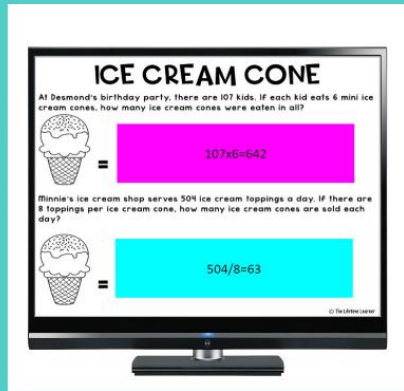 ICE CREAM CONE
At Desmond's birthday party, there are 107 kids. If each kid eats 6 mini ice
cream cones, how many ice cream cones were eaten in all?
=
107x6=642
Minnie's ice cream shop serves 504 ice cream toppings a day. If there are
8 toppings per ice cream cone, how many ice cream cones are sold each
day?
=
504/8=63
© The Lifetime Learner